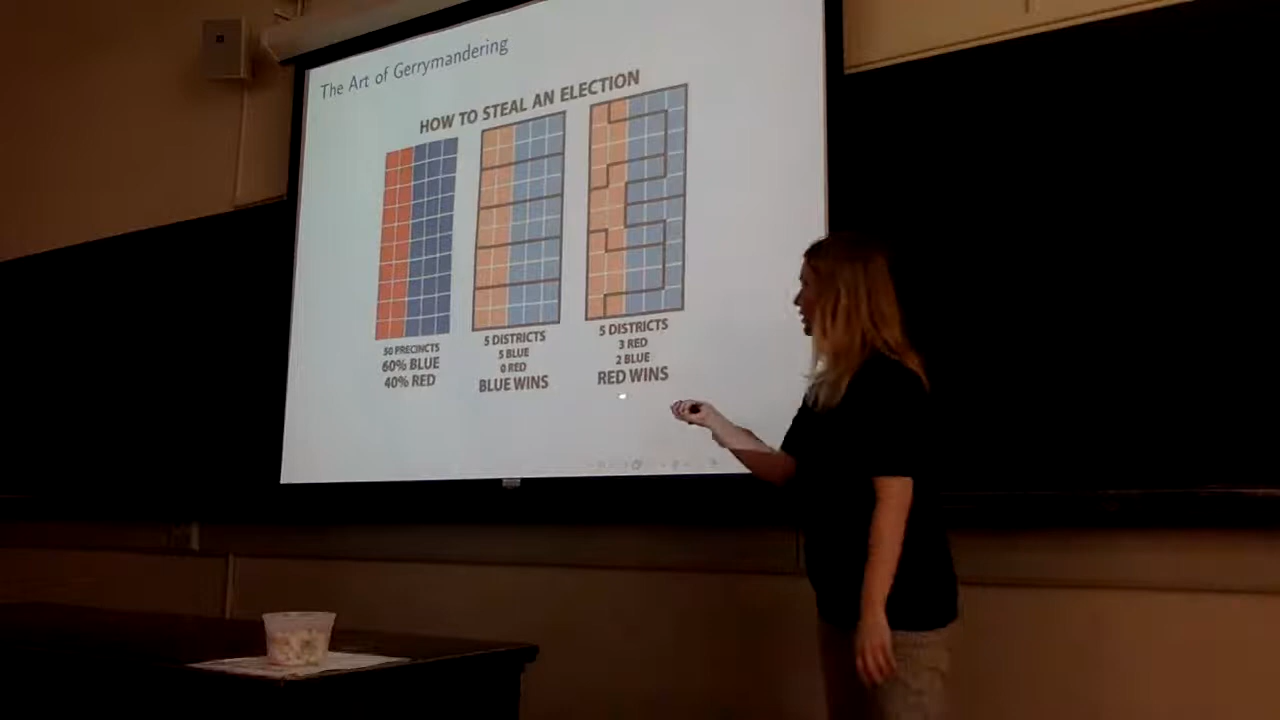 The Art of Gerrymandering
HOW TO STEAL AN ELECTION
50 PRECINCTS
60% BLUE
40% RED
5 DISTRICTS
5 BLUE
0 RED
BLUE WINS
5 DISTRICTS
3 RED
2 BLUE
RED WINS